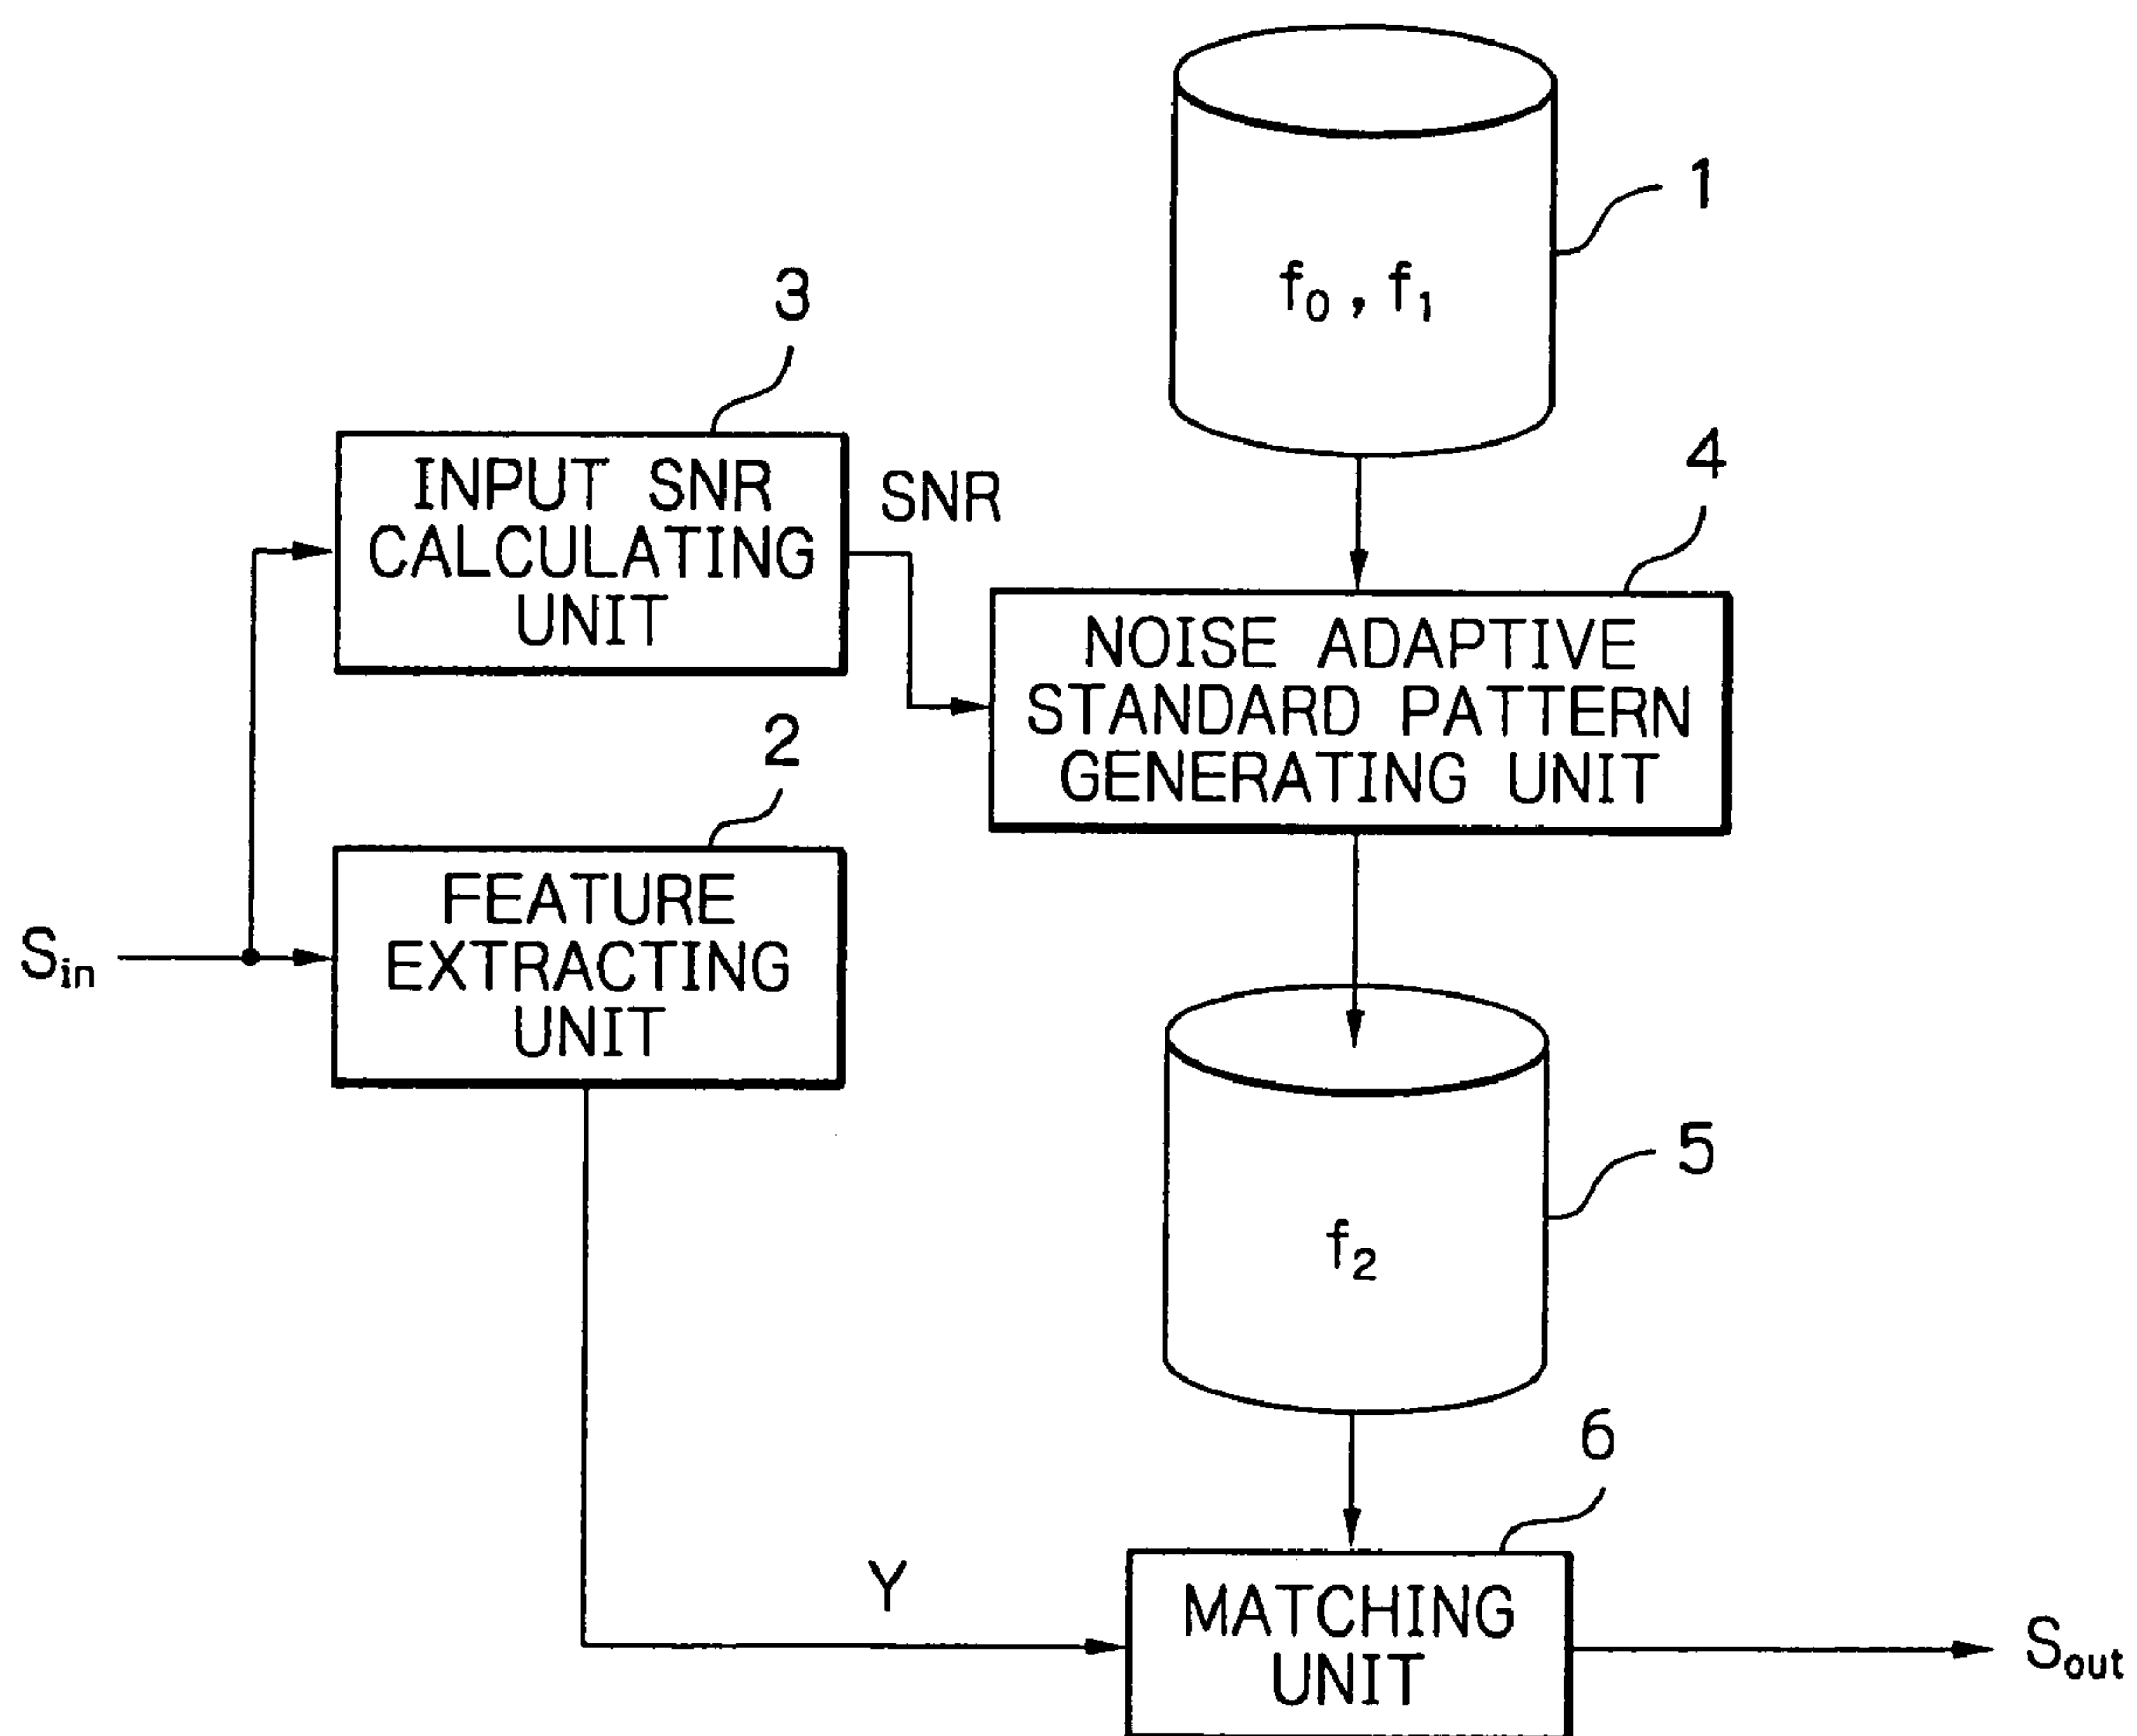 1
f₀, f₁
3
INPUT SNR
CALCULATING
UNIT
SNR
4
NOISE ADAPTIVE
STANDARD PATTERN
GENERATING UNIT
2
FEATURE
EXTRACTING
UNIT
Sin
5
f₂
6
Y
MATCHING
UNIT
Sout